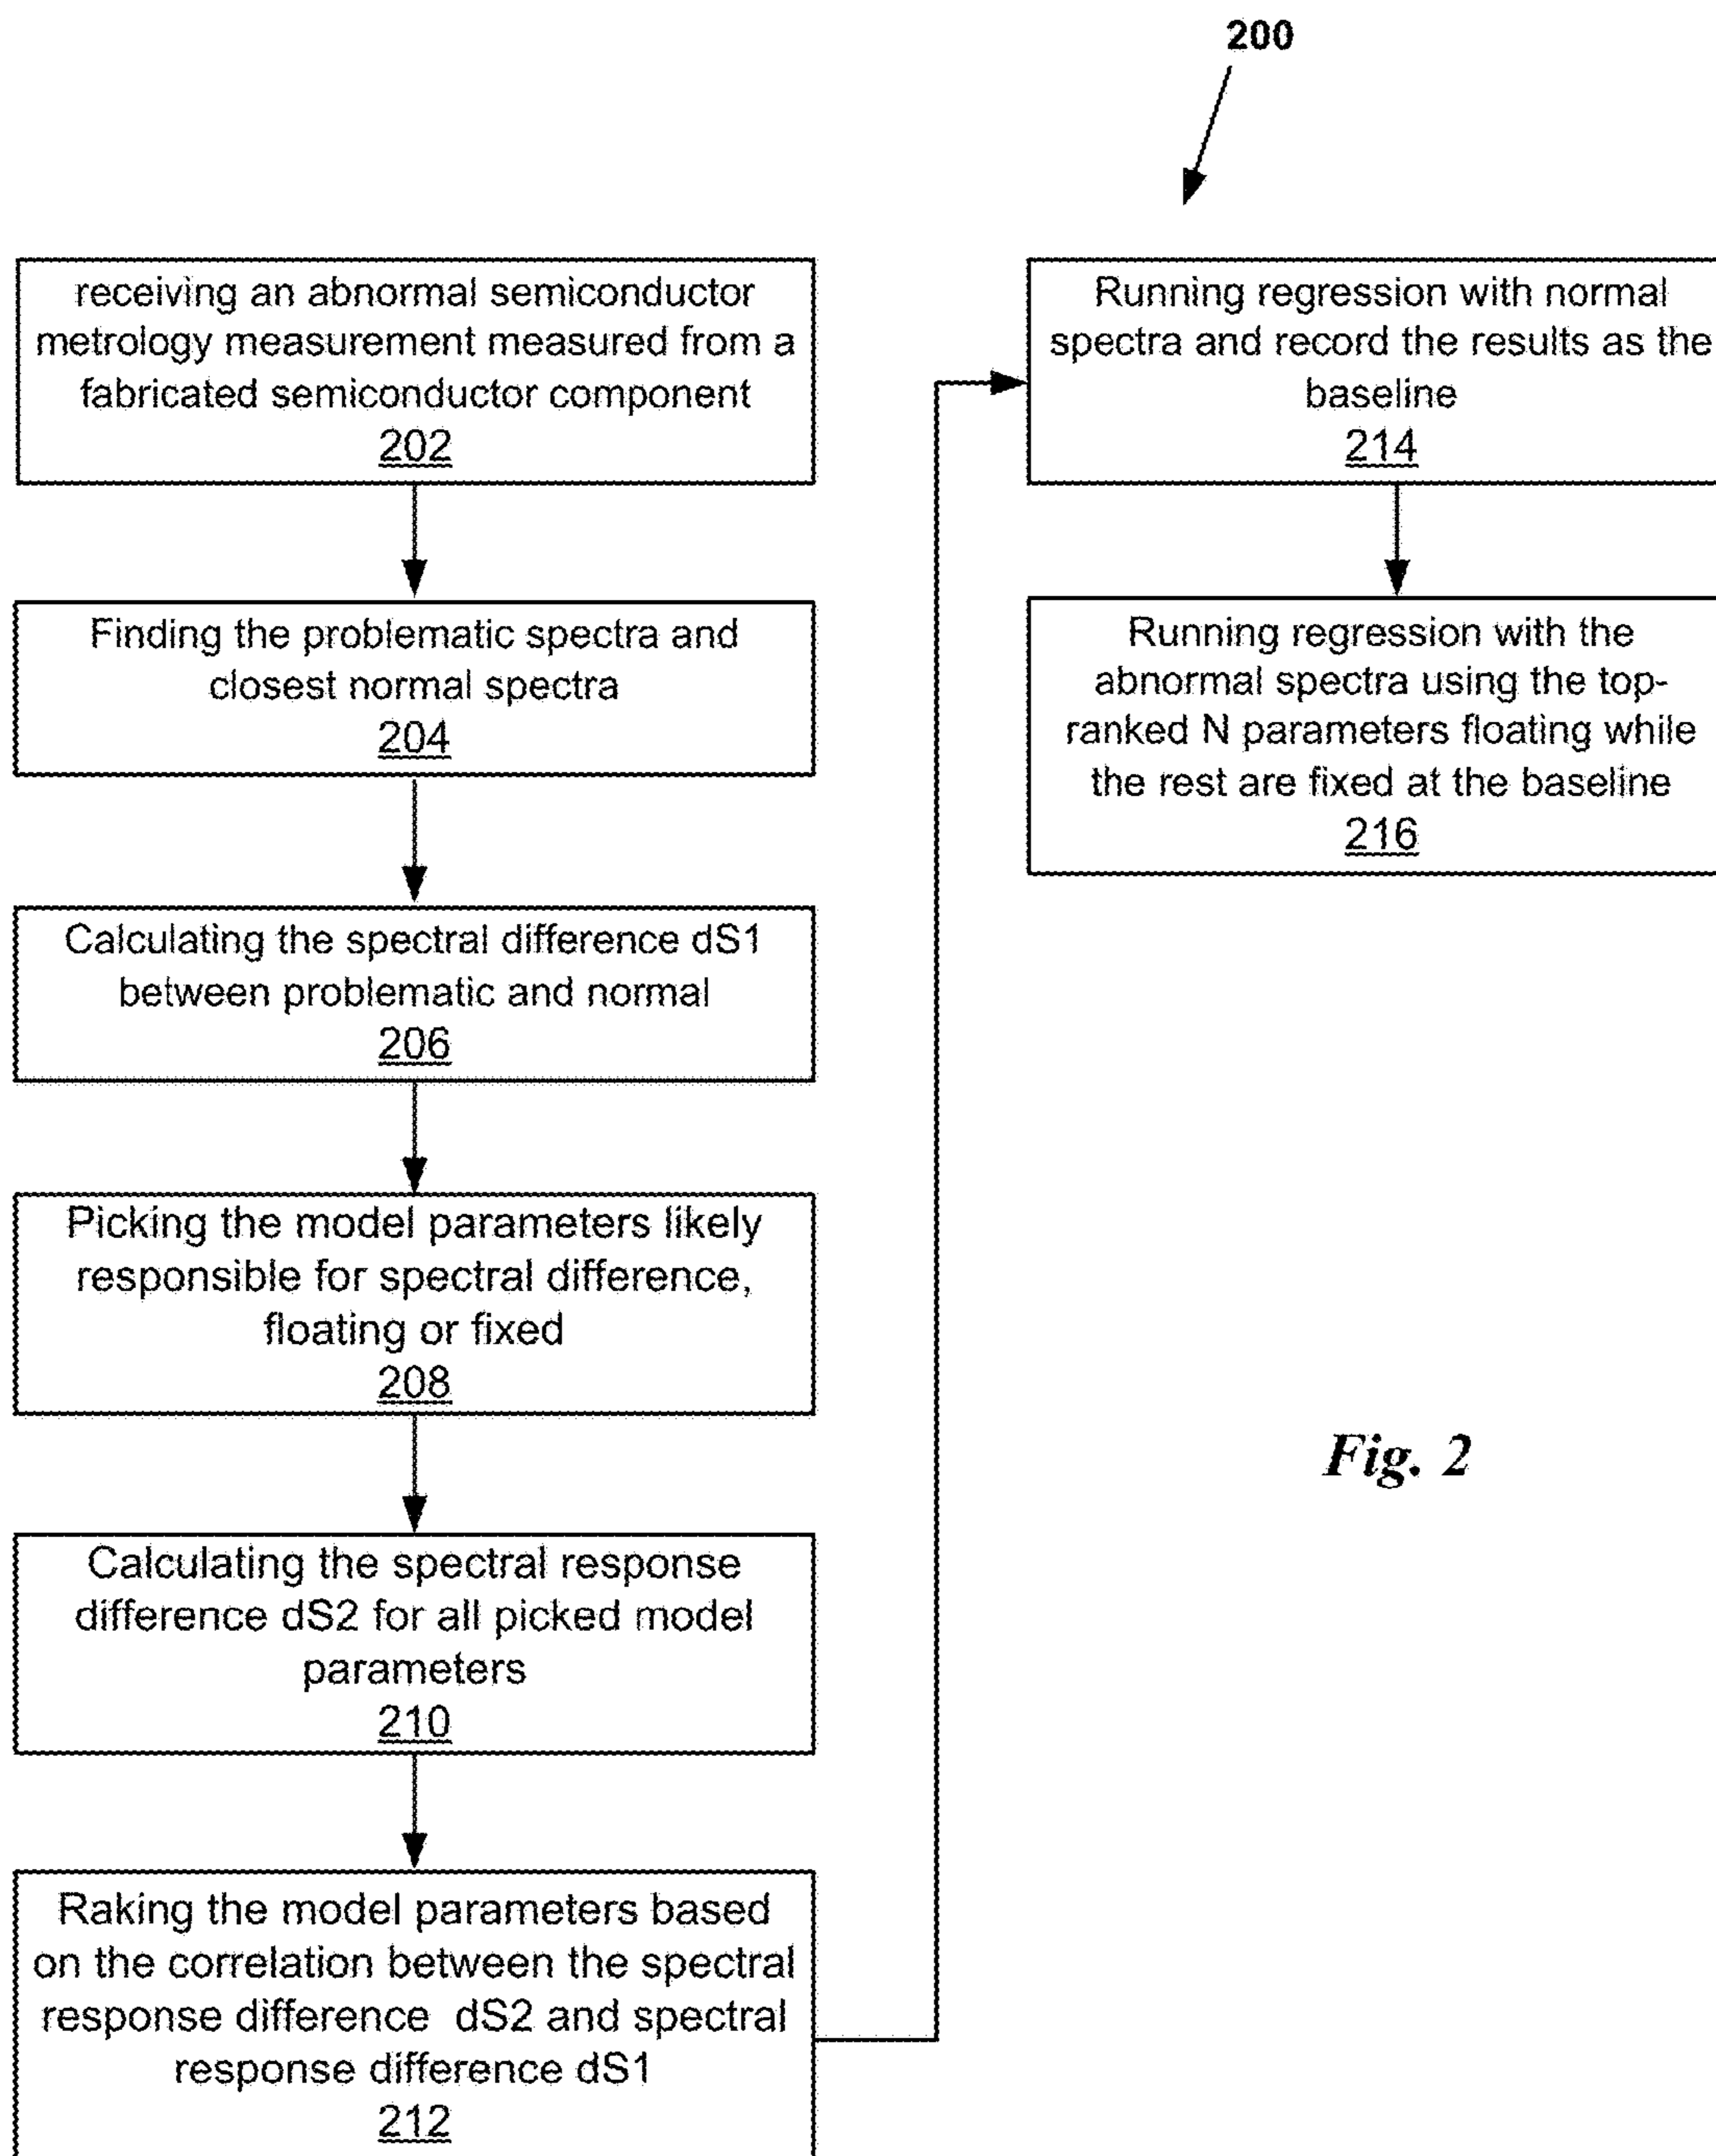 200
receiving an abnormal semiconductor
metrology measurement measured from a
fabricated semiconductor component
202
Finding the problematic spectra and
closest normal spectra
204
Calculating the spectral difference dS1
between problematic and normal
206
Picking the model parameters likely
responsible for spectral difference,
floating or fixed
208
Calculating the spectral response
difference dS2 for all picked model
parameters
210
Raking the model parameters based
on the correlation between the spectral
response difference dS2 and spectral
response difference dS1
212
Running regression with normal
spectra and record the results as the
baseline
214
Running regression with the
abnormal spectra using the top-
ranked N parameters floating while
the rest are fixed at the baseline
216
Fig. 2